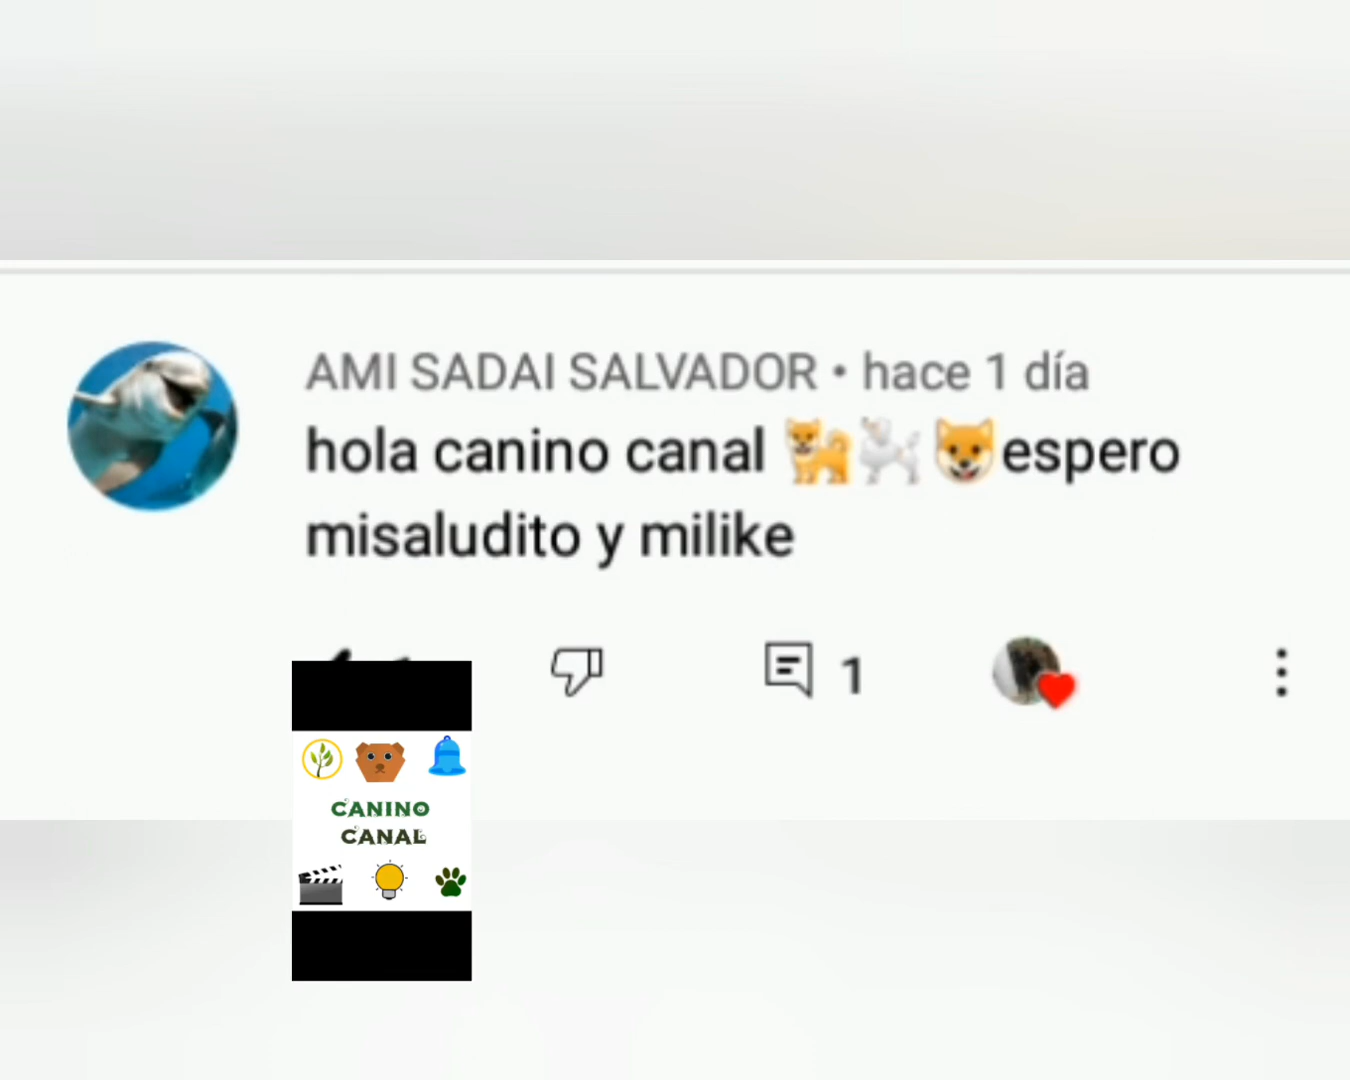 AMI SADAI SALVADOR • hace 1 día
hola canino canal 🐕🐩🐶espero
misaludito y milike
1
CANINO
CANAL